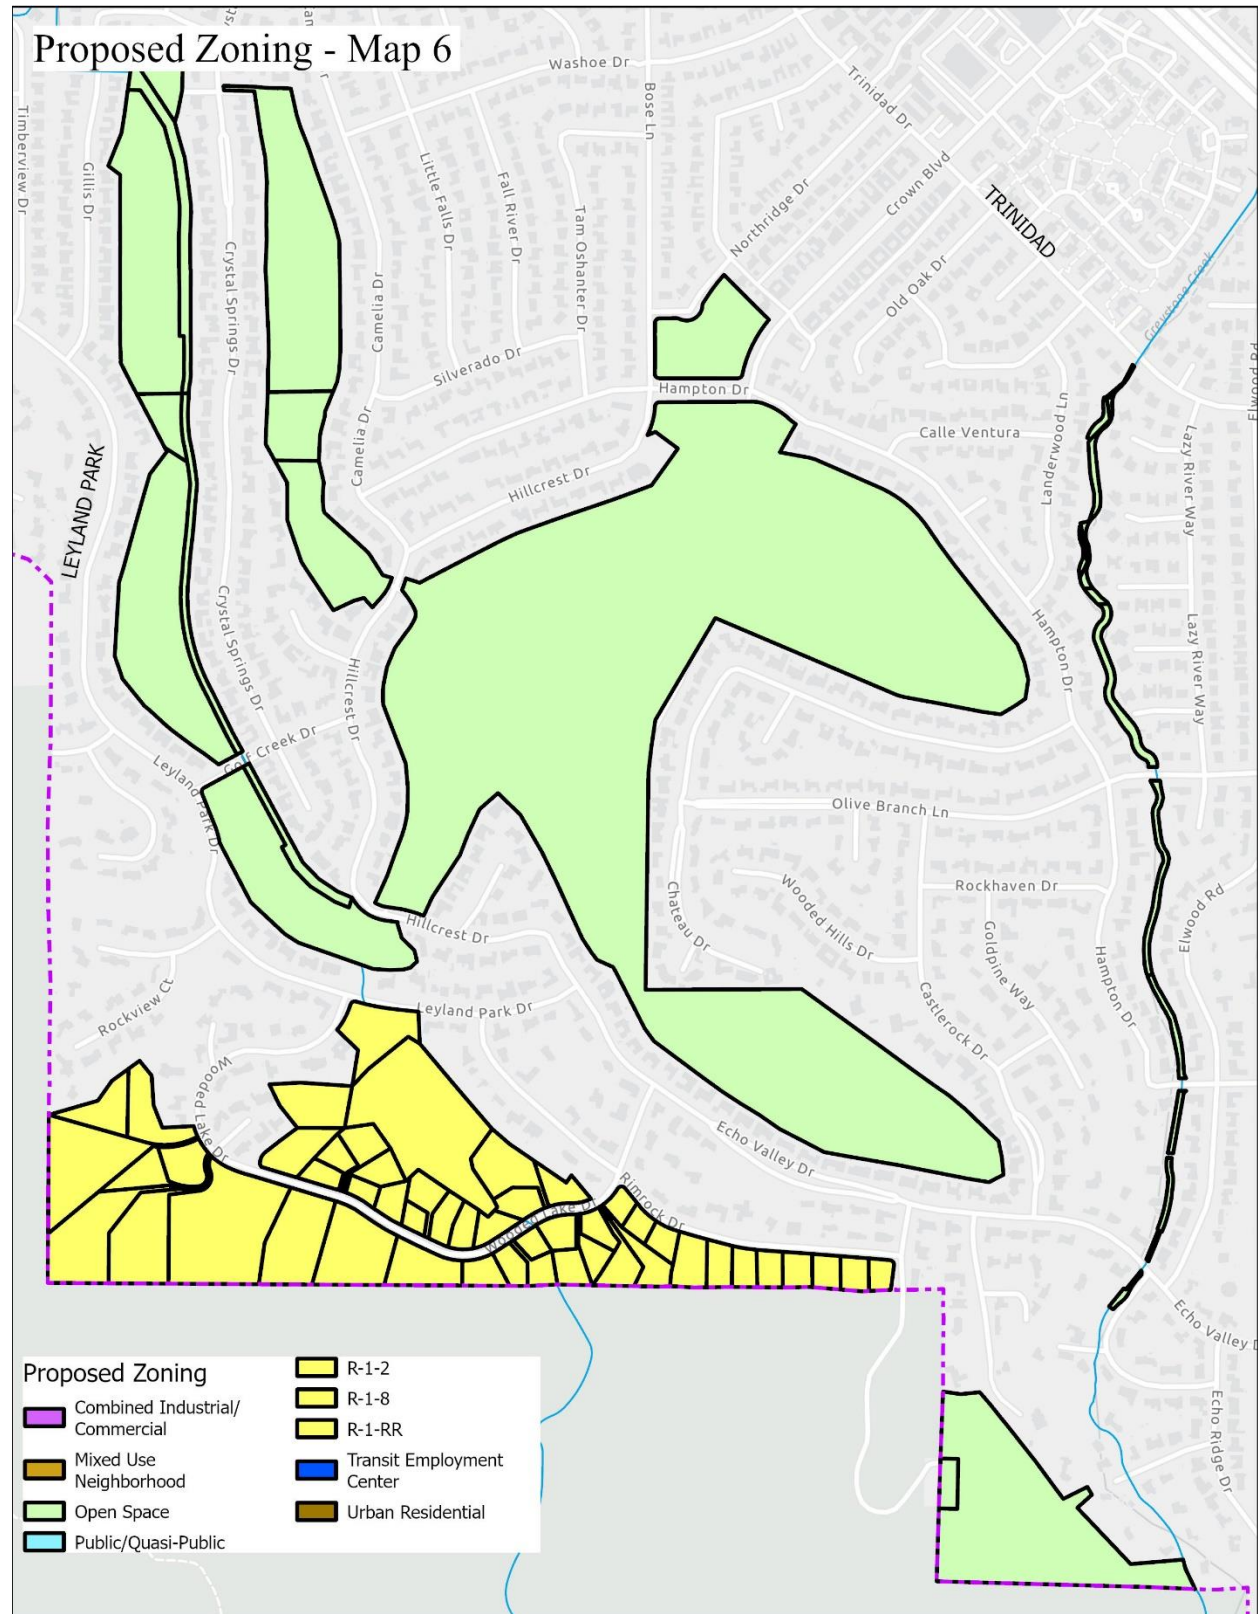 Proposed Zoning - Map 6
Washoe Dr
Trinidad Dr
Bose Ln
Timberview Dr
Gillis Dr
Little Falls Dr
Fall River Dr
Tam Oshanter Dr
Crown Blvd
Northridge Dr
TRINIDAD
Crystal Springs Dr
Camelia Dr
Old Oak Dr
Greystone Creek
Silverado Dr
Hampton Dr
Elwood Rd
Camelia Dr
Calle Ventura
Landerwood Ln
Lazy River Way
LEYLAND PARK
Hillcrest Dr
Crystal Springs Dr
Hampton Dr
Lazy River Way
Hillcrest Dr
Golf Creek Dr
Leyland Park Dr
Olive Branch Ln
Chateau Dr
Wooded Hills Dr
Rockhaven Dr
Goldpine Way
Elwood Rd
Hillcrest Dr
Hampton Dr
Rockview Ct
Leyland Park Dr
Castlerock Dr
Wooded Lake Dr
Echo Valley Dr
Rimrock Dr
Wooded Lake Dr
Echo Valley D
Echo Ridge Dr
Proposed Zoning
Combined Industrial/
Commercial
Mixed Use
Neighborhood
Open Space
Public/Quasi-Public
R-1-2
R-1-8
R-1-RR
Transit Employment
Center
Urban Residential